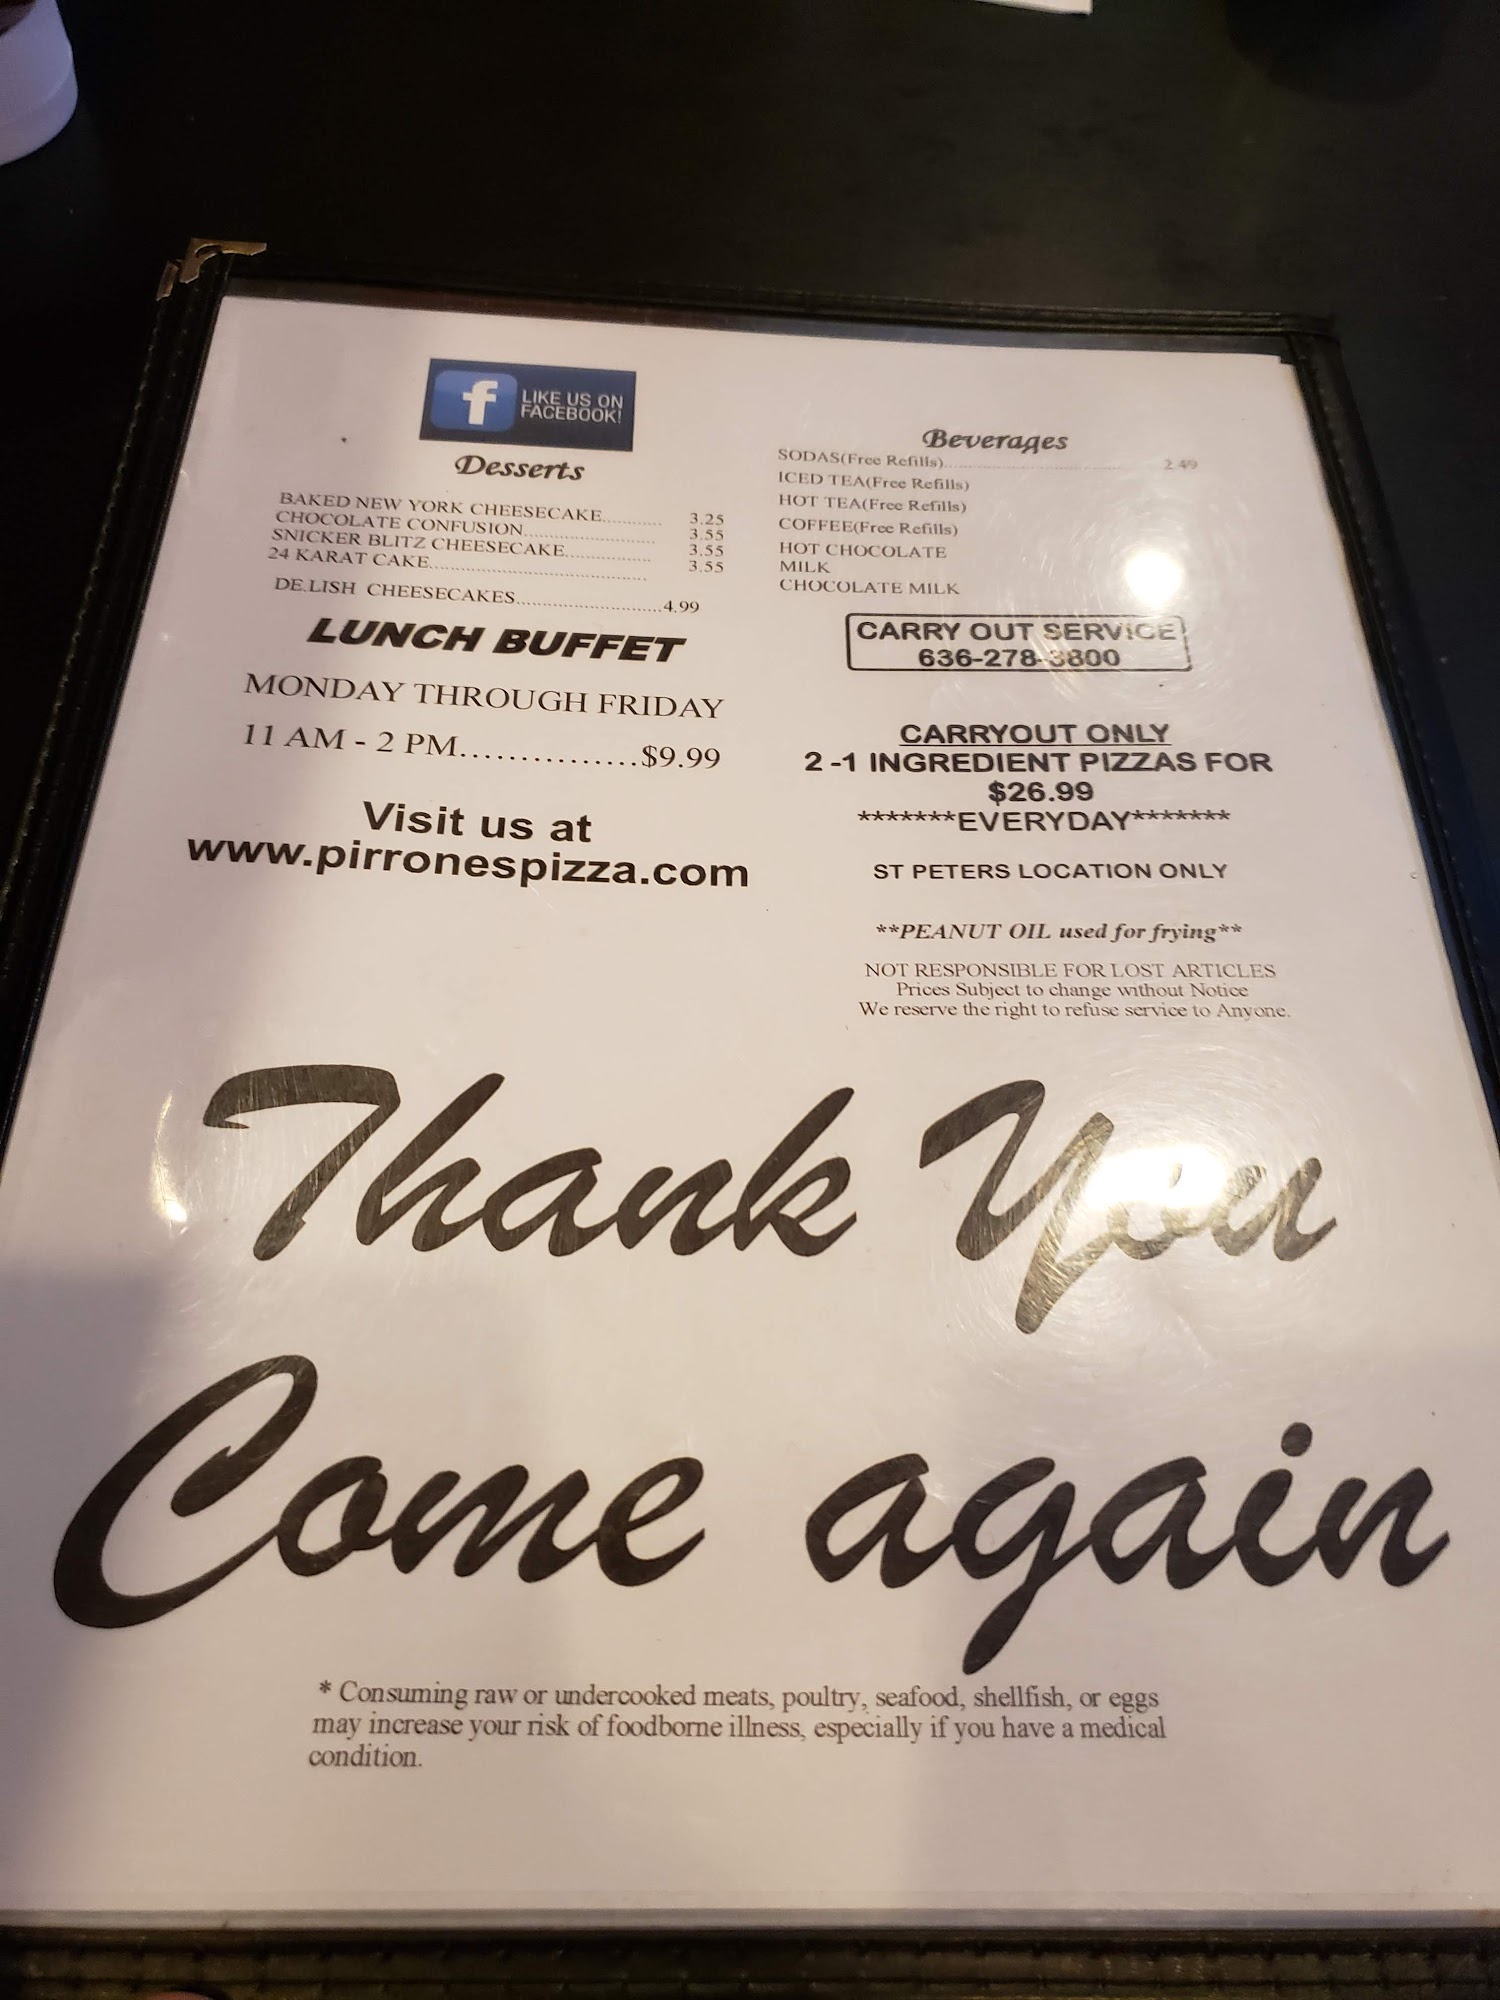 LIKE US ON
FACEBOOK!
Desserts
BAKED NEW YORK CHEESECAKE............ 3.25
CHOCOLATE CONFUSION........................... 3.55
SNICKER BLITZ CHEESECAKE.................. 3.55
24 KARAT CAKE............................................. 3.55
DE.LISH CHEESECAKES............................4.99
LUNCH BUFFET
MONDAY THROUGH FRIDAY
11 AM - 2 PM................$9.99
Visit us at
www.pirronespizza.com
Beverages
SODAS(Free Refills)..................................... 2.49
ICED TEA(Free Refills)
HOT TEA(Free Refills)
COFFEE(Free Refills)
HOT CHOCOLATE
MILK
CHOCOLATE MILK
CARRY OUT SERVICE
636-278-3800
CARRYOUT ONLY
2 -1 INGREDIENT PIZZAS FOR
$26.99
*******EVERYDAY*******
ST PETERS LOCATION ONLY
**PEANUT OIL used for frying**
NOT RESPONSIBLE FOR LOST ARTICLES
Prices Subject to change without Notice
We reserve the right to refuse service to Anyone.
Thank You
Come again
* Consuming raw or undercooked meats, poultry, seafood, shellfish, or eggs
may increase your risk of foodborne illness, especially if you have a medical
condition.